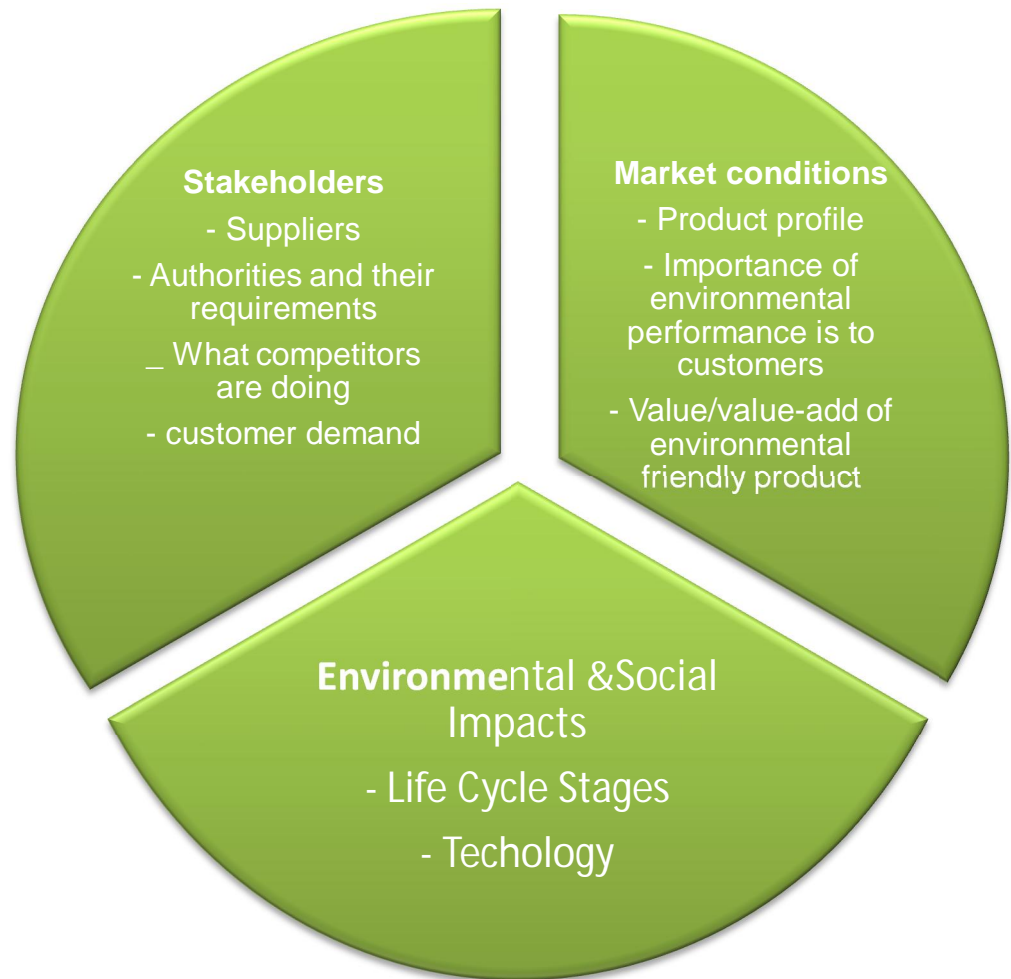 Stakeholders
- Suppliers
- Authorities and their
requirements
_ What competitors
are doing
- customer demand
Market conditions
- Product profile
- Importance of
environmental
performance is to
customers
- Value/value-add of
environmental
friendly product
Environmental &Social
Impacts
- Life Cycle Stages
- Techology